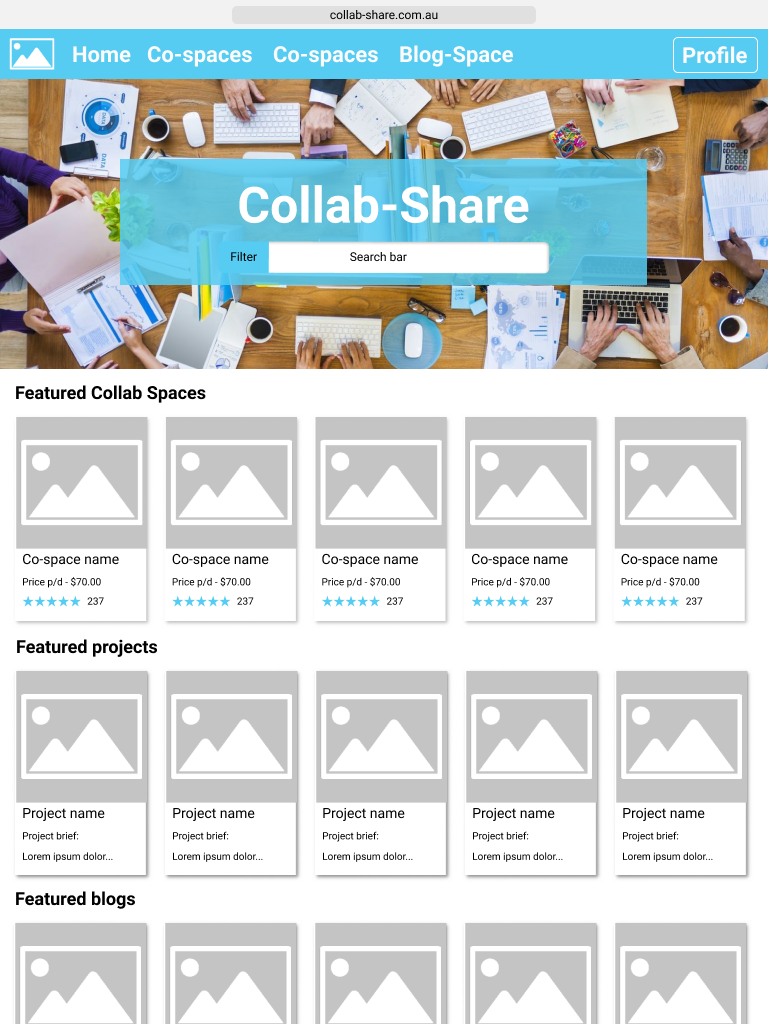 collab-share.com.au
Home Co-spaces Co-spaces Blog-Space Profile
DATA
DATA
Collab-Share
Filter Search bar
Featured Collab Spaces
Co-space name Co-space name Co-space name Co-space name Co-space name
Price p/d - $70.00 Price p/d - $70.00 Price p/d - $70.00 Price p/d - $70.00 Price p/d - $70.00
★★★★★ 237 ★★★★★ 237 ★★★★★ 237 ★★★★★ 237 ★★★★★ 237
Featured projects
Project name Project name Project name Project name Project name
Project brief: Project brief: Project brief: Project brief: Project brief:
Lorem ipsum dolor... Lorem ipsum dolor... Lorem ipsum dolor... Lorem ipsum dolor... Lorem ipsum dolor...
Featured blogs